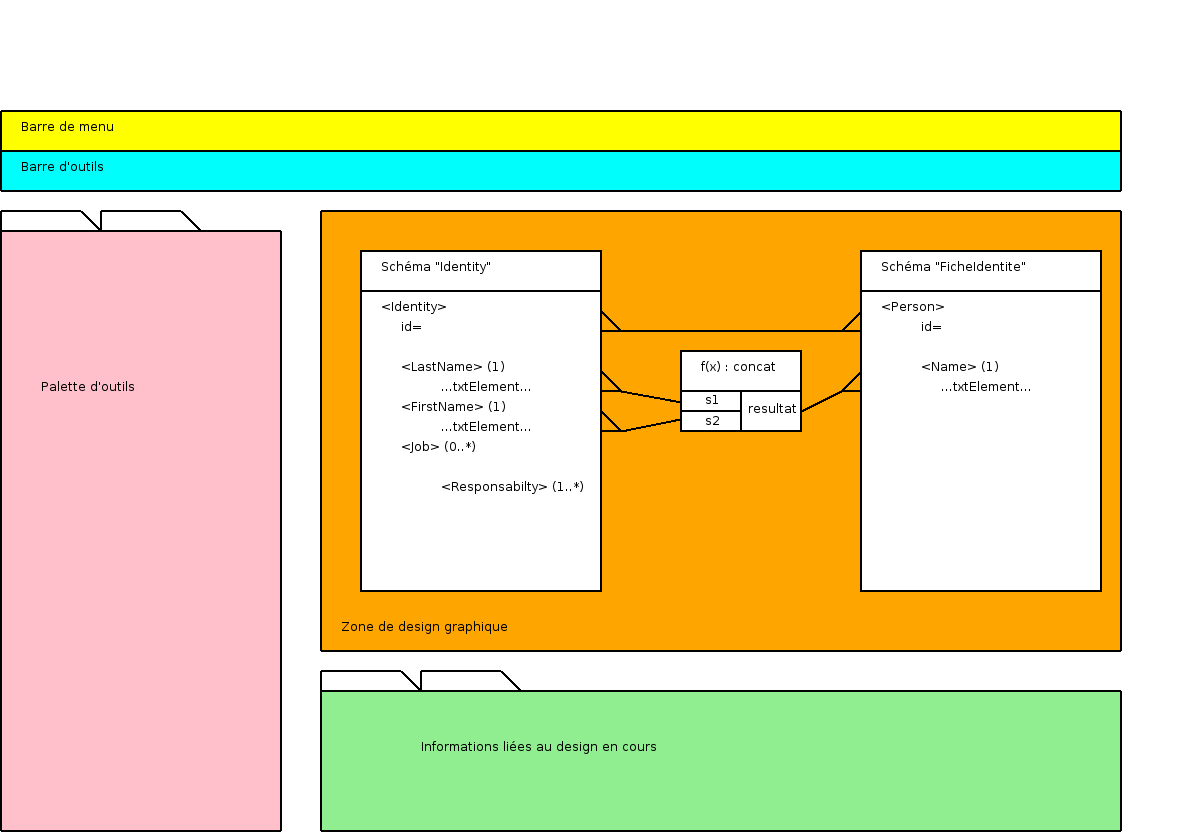 Barre de menu
Barre d'outils
Palette d'outils
Schéma "Identity"
<Identity>
id=
<LastName> (1)
...txtElement...
<FirstName> (1)
...txtElement...
<Job> (0..*)
<Responsabilty> (1..*)
f(x) : concat
s1
s2
resultat
Schéma "FicheIdentite"
<Person>
id=
<Name> (1)
...txtElement...
Zone de design graphique
Informations liées au design en cours